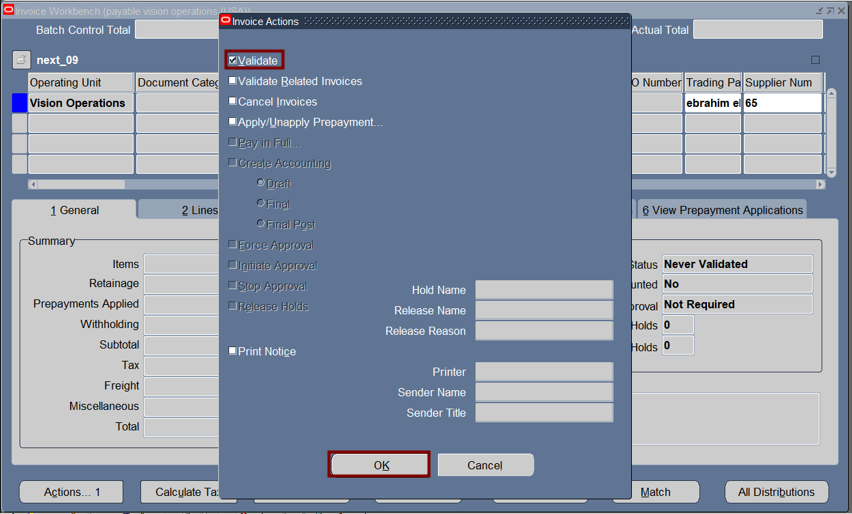 Invoice Workbench (payable vision operations (USA))
Invoice Actions
Batch Control Total
Actual Total
next_09
Operating Unit
Document Categ
O Number
Trading Pa
Supplier Num
Vision Operations
ebrahim el
65
Validate
Validate Related Invoices
Cancel Invoices
Apply/Unapply Prepayment...
Pay in Full...
Create Accounting
Draft
Final
Final Post
Force Approval
Initiate Approval
Stop Approval
Release Holds
Hold Name
Release Name
Release Reason
Print Notice
Printer
Sender Name
Sender Title
OK
Cancel
1 General
2 Lines
6 View Prepayment Applications
Summary
Items
Retainage
Prepayments Applied
Withholding
Subtotal
Tax
Freight
Miscellaneous
Total
Status
Never Validated
unted
No
proval
Not Required
Holds
0
Holds
0
Actions... 1
Calculate Ta
Match
All Distributions